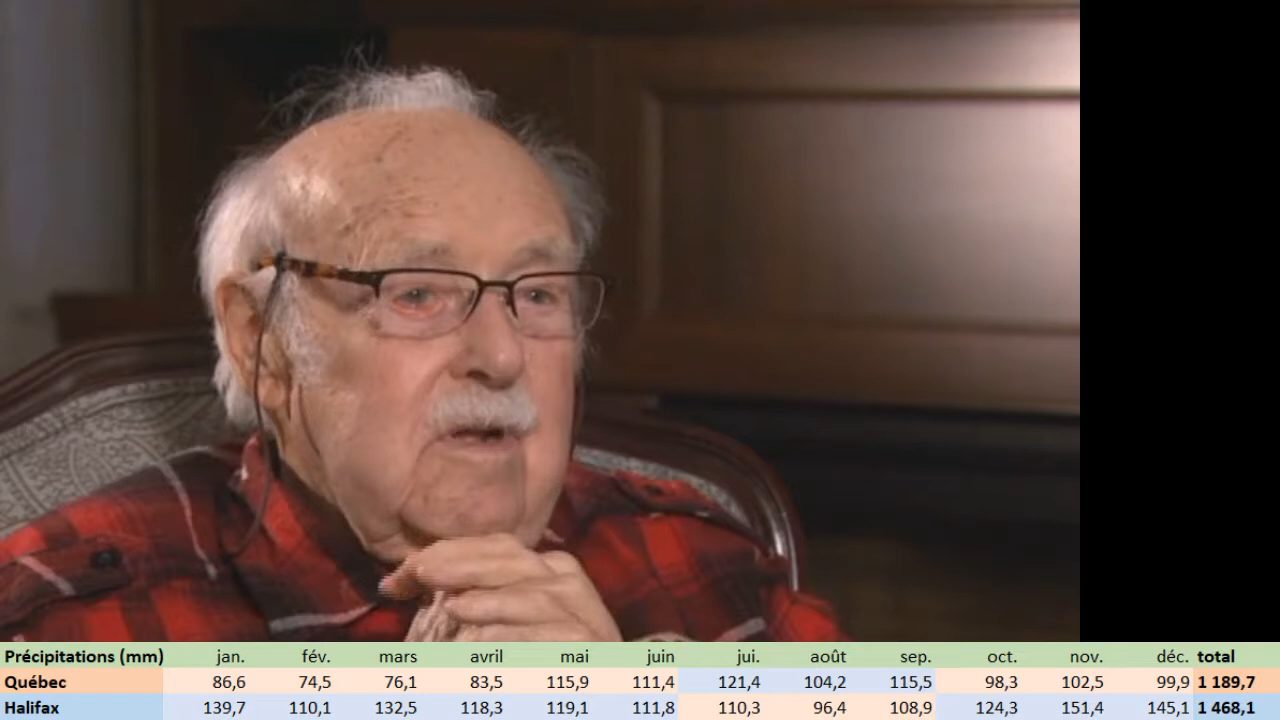 Précipitations (mm) jan. fév. mars avril mai juin jui. août sep. oct. nov. déc. total
Québec 86,6 74,5 76,1 83,5 115,9 111,4 121,4 104,2 115,5 98,3 102,5 99,9 1 189,7
Halifax 139,7 110,1 132,5 118,3 119,1 111,8 110,3 96,4 108,9 124,3 151,4 145,1 1 468,1